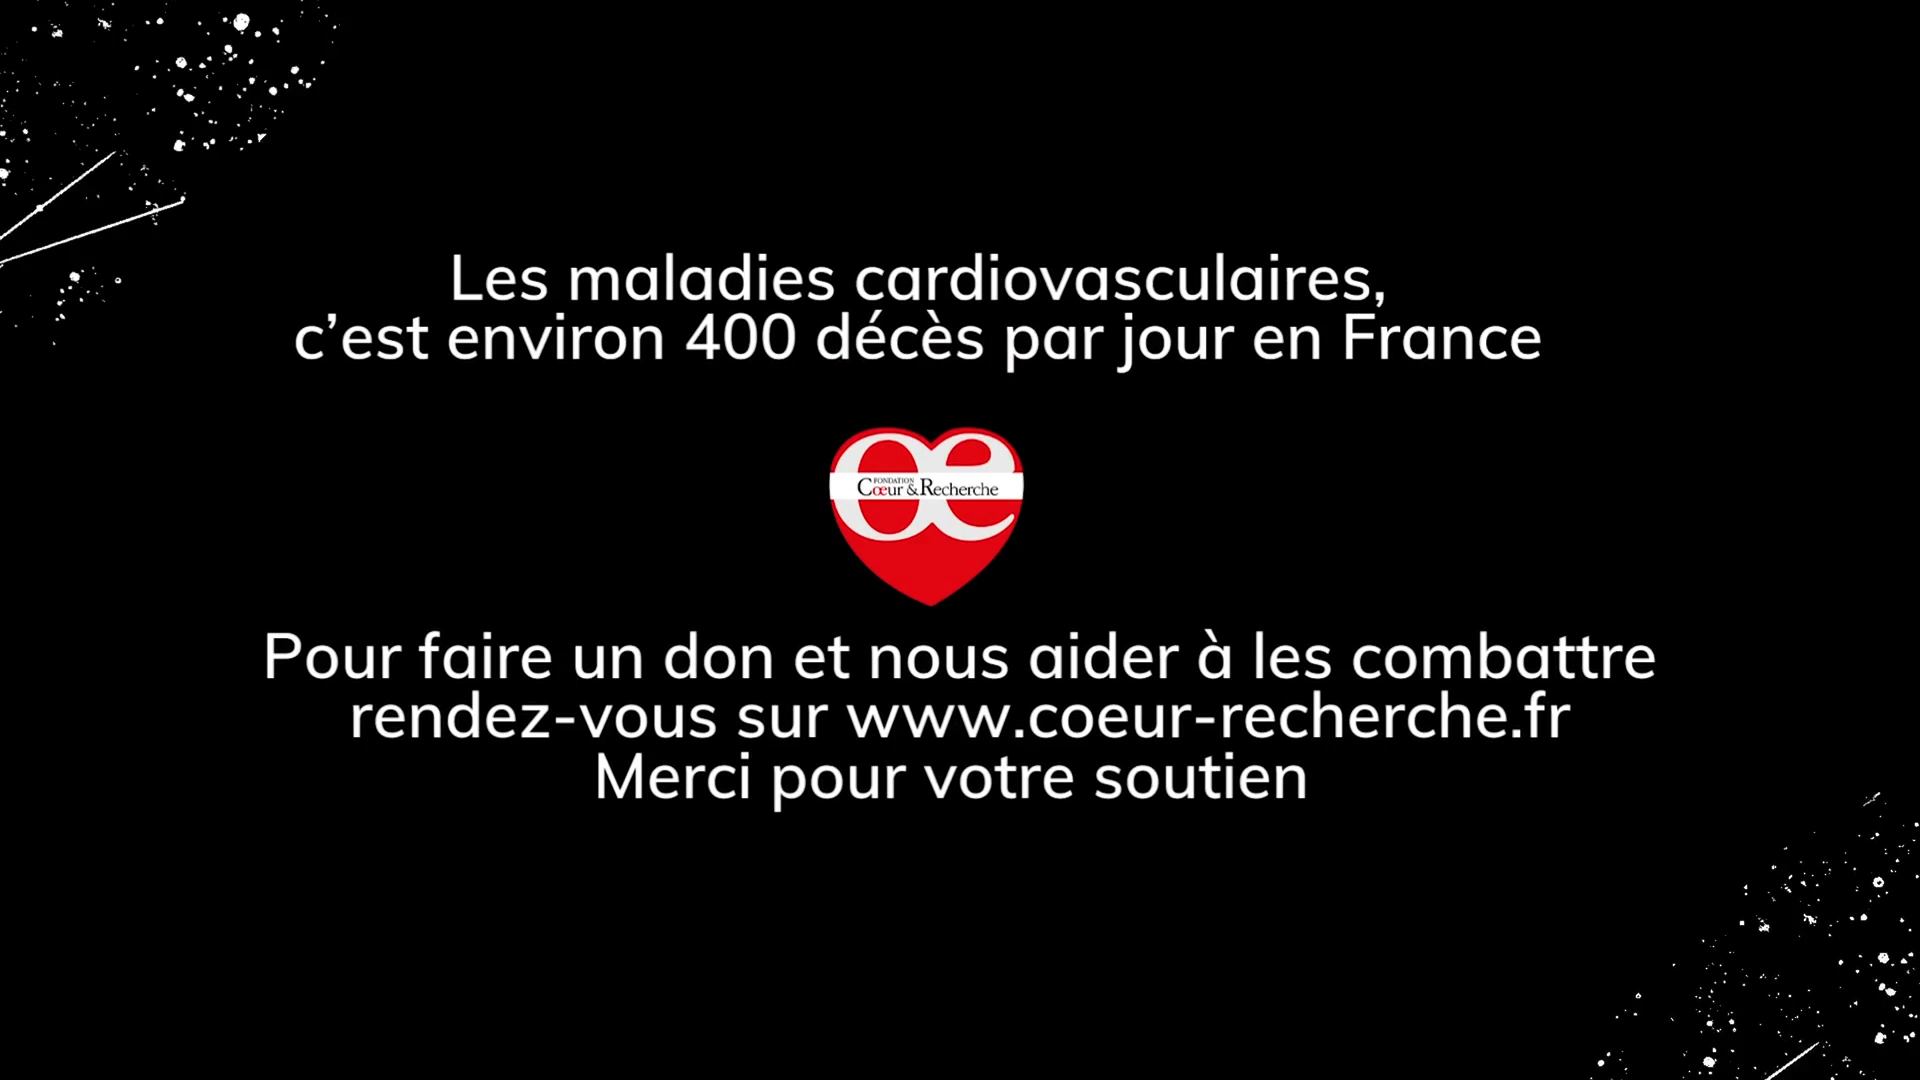 Les maladies cardiovasculaires,
c’est environ 400 décès par jour en France
œ
FONDATION
Cœur & Recherche
Pour faire un don et nous aider à les combattre
rendez-vous sur www.coeur-recherche.fr
Merci pour votre soutien